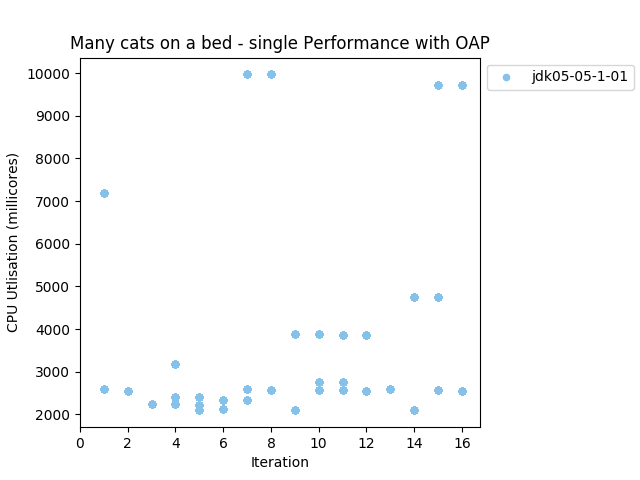 Many cats on a bed - single Performance with OAP
jdk05-05-1-01
CPU Utlisation (millicores)
10000
9000
8000
7000
6000
5000
4000
3000
2000
0 2 4 6 8 10 12 14 16
Iteration